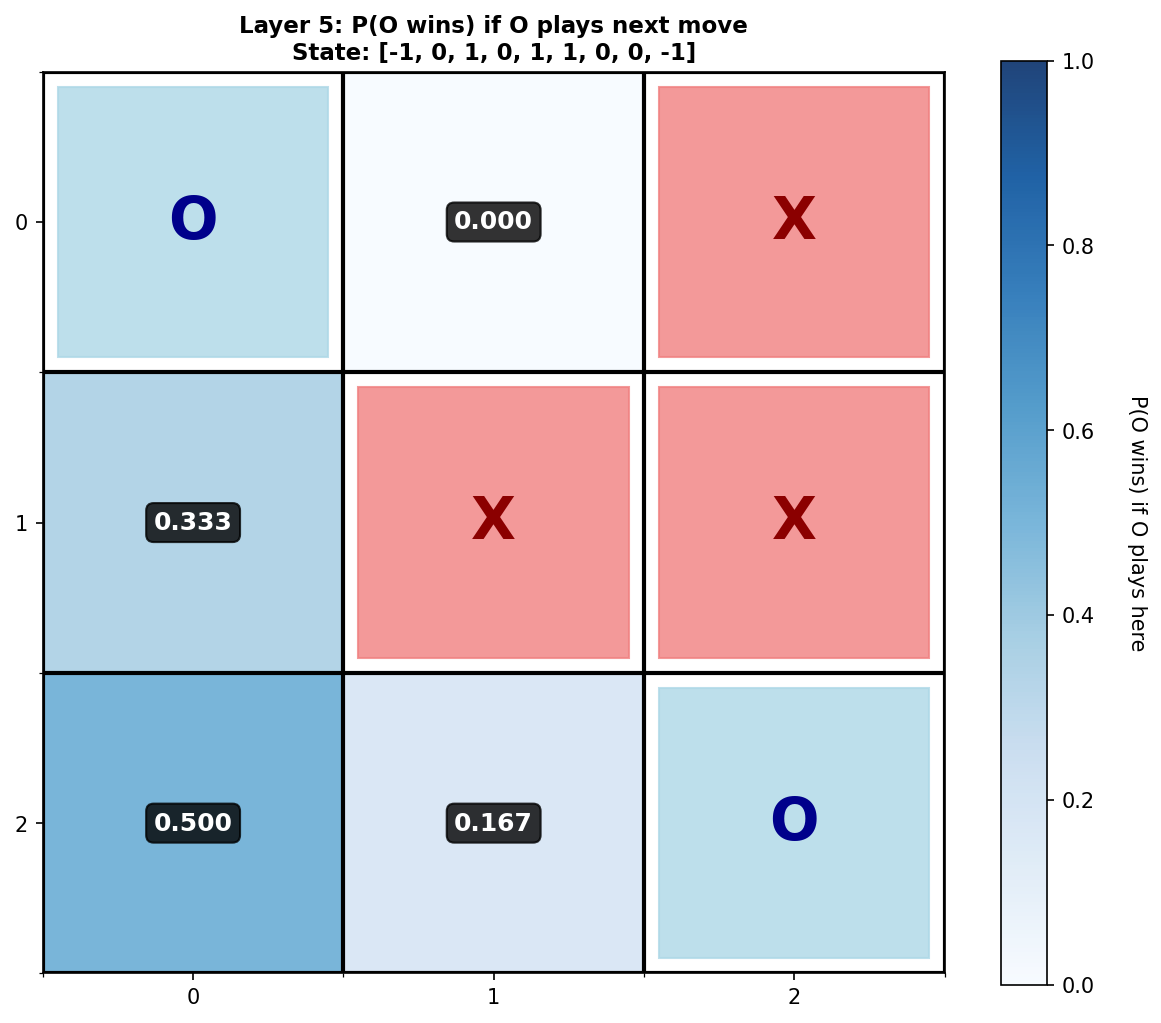 Layer 5: P(O wins) if O plays next move
State: [-1, 0, 1, 0, 1, 1, 0, 0, -1]
O
0.000
X
0.333
X
X
0.500
0.167
O
0
1
2
0
1
2
1.0
0.8
0.6
0.4
0.2
0.0
P(O wins) if O plays here